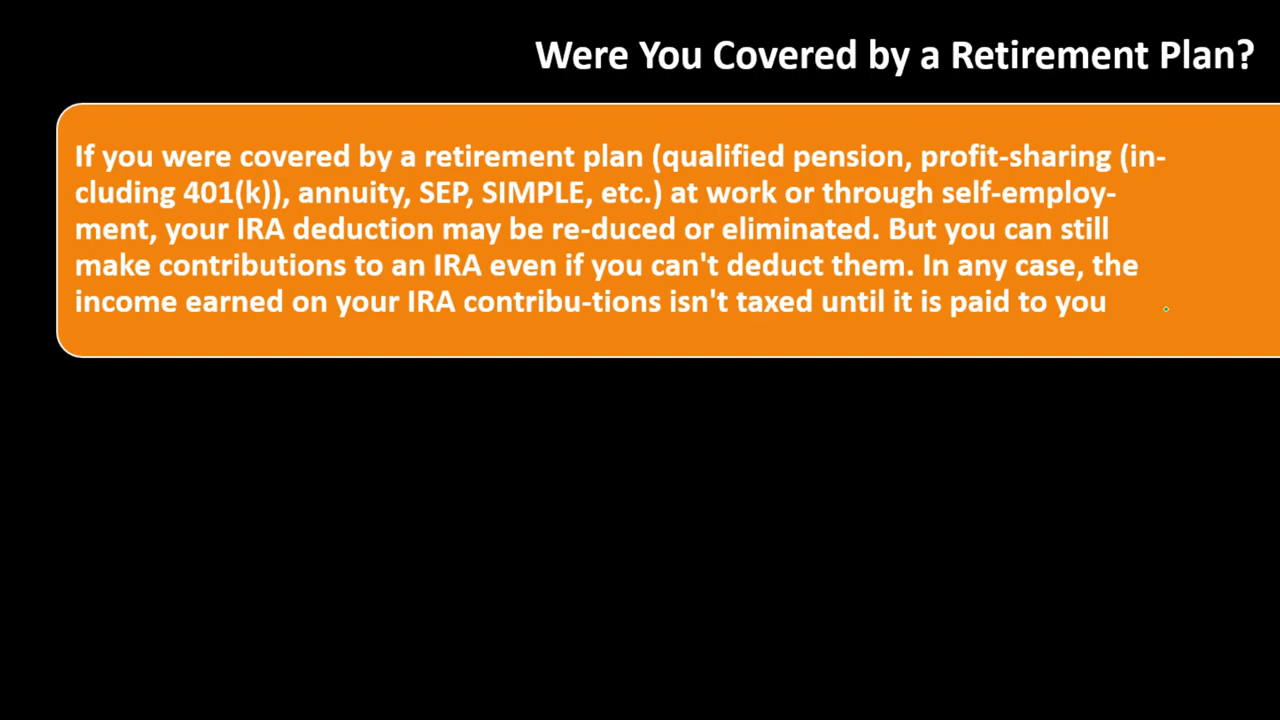 Were You Covered by a Retirement Plan?
If you were covered by a retirement plan (qualified pension, profit-sharing (in-
cluding 401(k)), annuity, SEP, SIMPLE, etc.) at work or through self-employ-
ment, your IRA deduction may be re-duced or eliminated. But you can still
make contributions to an IRA even if you can't deduct them. In any case, the
income earned on your IRA contribu-tions isn't taxed until it is paid to you